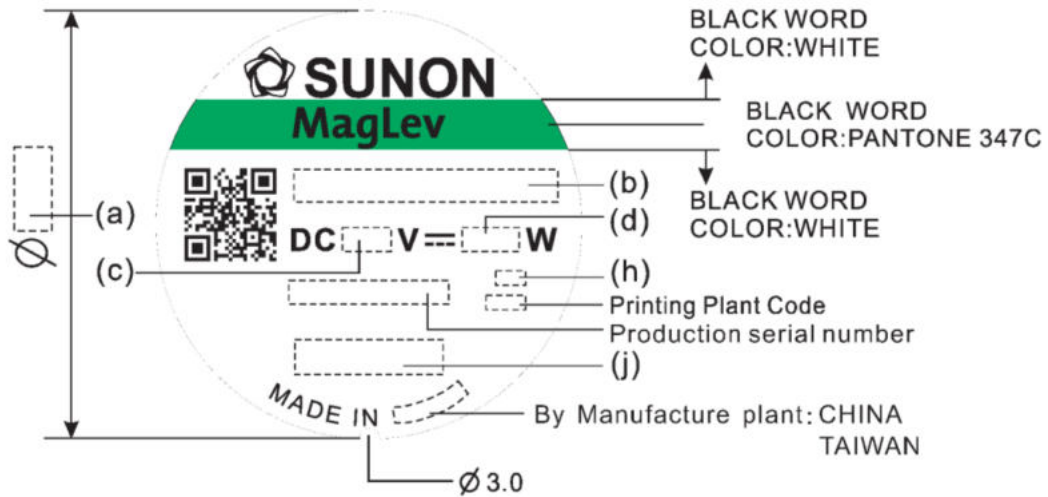 BLACK WORD
COLOR:WHITE
SUNON
MagLev
BLACK WORD
COLOR:PANTONE 347C
(a)
Ø
(b)
BLACK WORD
COLOR:WHITE
(d)
DC V W
(c)
(h)
Printing Plant Code
Production serial number
(j)
MADE IN
By Manufacture plant: CHINA
TAIWAN
Ø 3.0